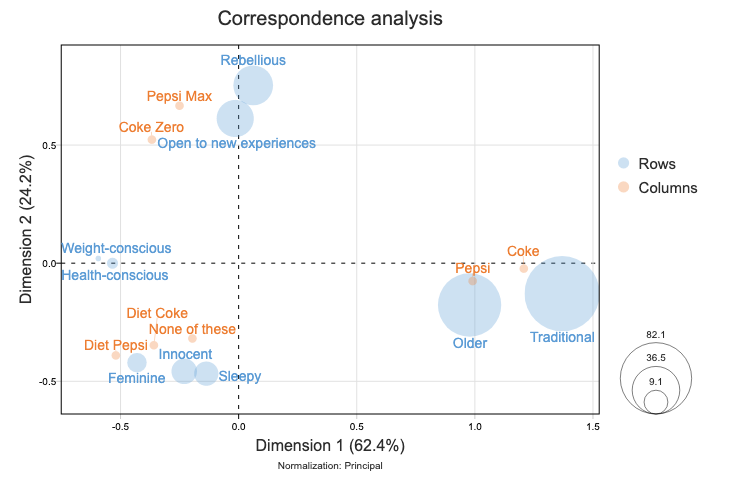 Correspondence analysis
Rebellious
Pepsi Max
Coke Zero
Open to new experiences
Weight-conscious
Health-conscious
Coke
Pepsi
Diet Coke
None of these
Diet Pepsi
Innocent
Feminine
Sleepy
Older
Traditional
0.5
0.0
-0.5
Dimension 2 (24.2%)
-0.5
0.0
0.5
1.0
1.5
Dimension 1 (62.4%)
Normalization: Principal
Rows
Columns
82.1
36.5
9.1